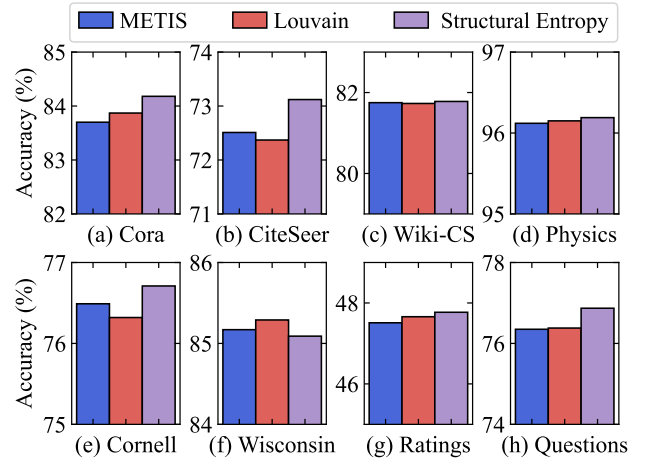 METIS Louvain Structural Entropy
Accuracy (%)
85
84
83
82
(a) Cora
74
73
72
71
(b) CiteSeer
82
80
(c) Wiki-CS
97
96
95
(d) Physics
Accuracy (%)
77
76
75
(e) Cornell
86
85
84
(f) Wisconsin
48
46
(g) Ratings
78
76
74
(h) Questions